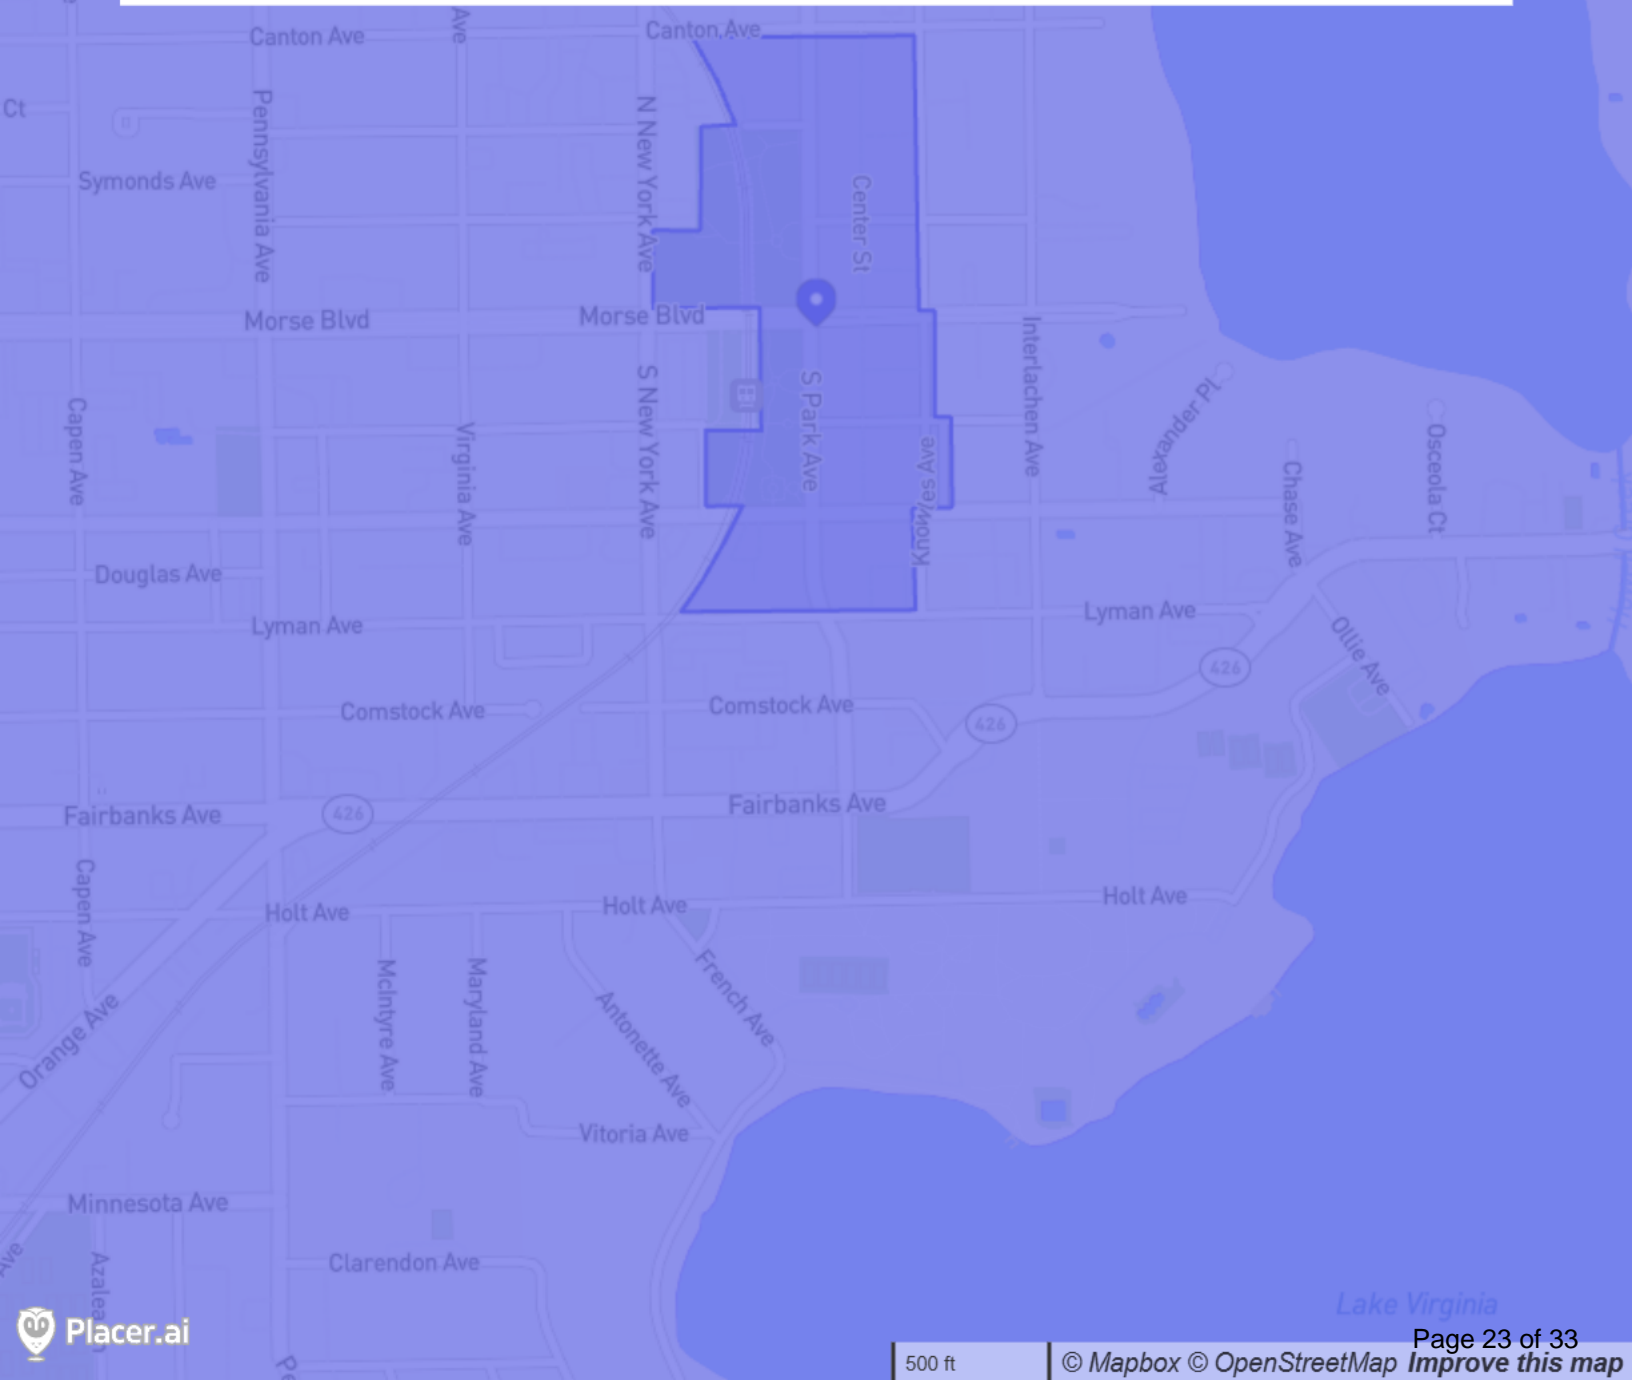 Canton Ave
Ave
Canton Ave
Ct
Pennsylvania Ave
N New York Ave
Symonds Ave
Center St
Morse Blvd
Morse Blvd
Interlachen Ave
S New York Ave
S Park Ave
Alexander Pl
Capen Ave
Virginia Ave
Knowles Ave
Chase Ave
Osceola Ct
Douglas Ave
Lyman Ave
Lyman Ave
Ollie Ave
426
Comstock Ave
Comstock Ave
426
Fairbanks Ave
426
Fairbanks Ave
Capen Ave
Holt Ave
Holt Ave
Holt Ave
McIntyre Ave
Maryland Ave
Antonette Ave
French Ave
Orange Ave
Vitoria Ave
Minnesota Ave
Ave
Azalea
Clarendon Ave
Lake Virginia
Placer.ai
Pe
Page 23 of 33
500 ft
© Mapbox © OpenStreetMap Improve this map